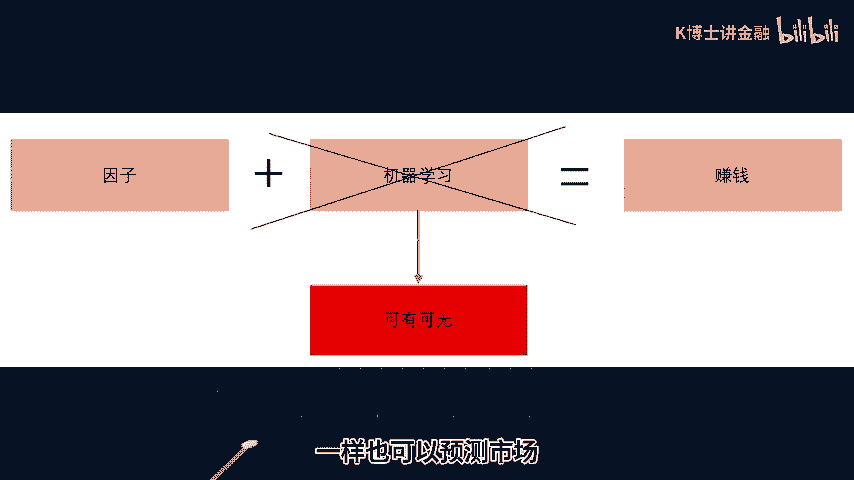 K博士讲金融 bilibili
因子 + 机器学习 = 赚钱
可有可无
一样也可以预测市场